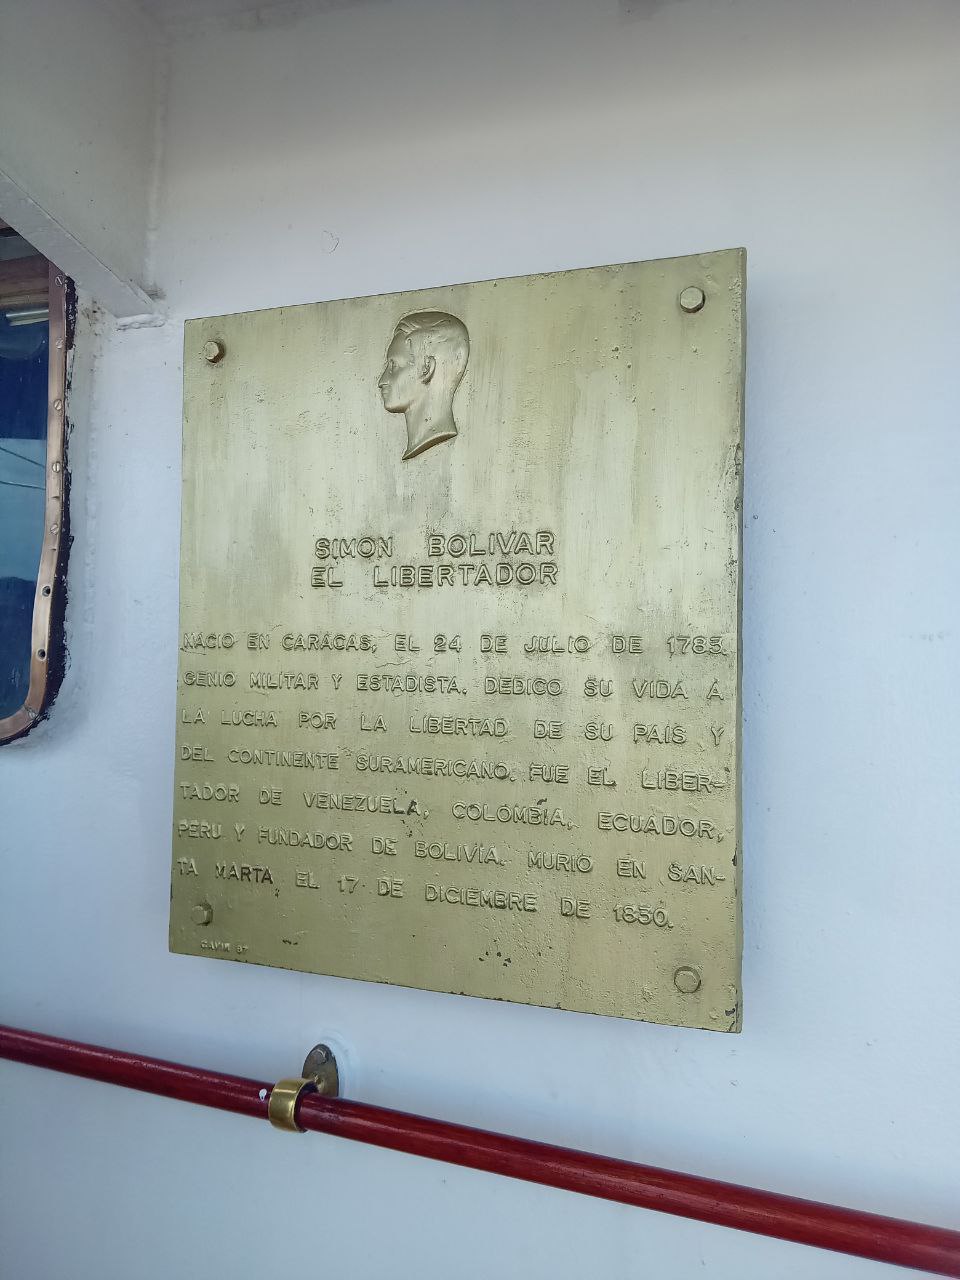 SIMON BOLIVAR
EL LIBERTADOR
NACIO EN CARACAS, EL 24 DE JULIO DE 1783.
GENIO MILITAR Y ESTADISTA. DEDICO SU VIDA A
LA LUCHA POR LA LIBERTAD DE SU PAIS Y
DEL CONTINENTE SURAMERICANO. FUE EL LIBER-
TADOR DE VENEZUELA, COLOMBIA, ECUADOR,
PERU Y FUNDADOR DE BOLIVIA. MURIO EN SAN-
TA MARTA EL 17 DE DICIEMBRE DE 1830.